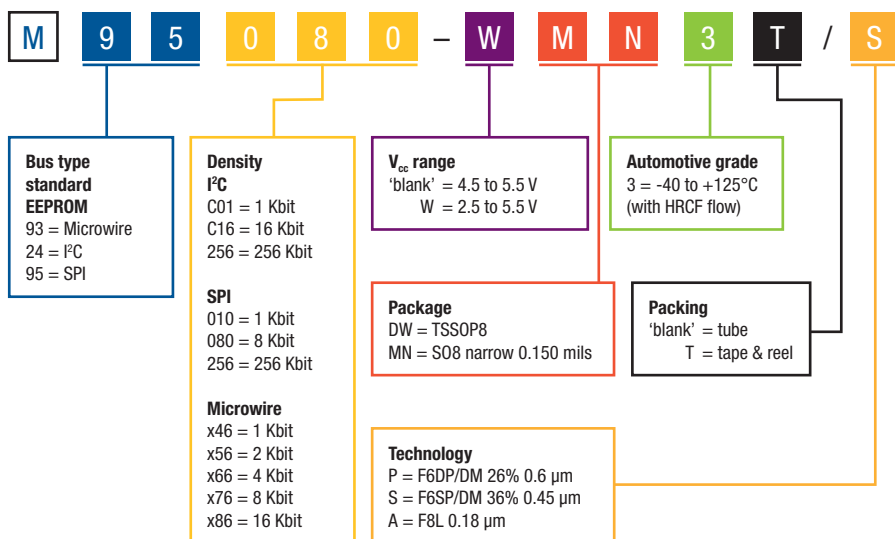 M 9 5 0 8 0 – W M N 3 T / S
Bus type
standard
EEPROM
93 = Microwire
24 = I²C
95 = SPI
Density
I²C
C01 = 1 Kbit
C16 = 16 Kbit
256 = 256 Kbit
SPI
010 = 1 Kbit
080 = 8 Kbit
256 = 256 Kbit
Microwire
x46 = 1 Kbit
x56 = 2 Kbit
x66 = 4 Kbit
x76 = 8 Kbit
x86 = 16 Kbit
Vcc range
‘blank’ = 4.5 to 5.5 V
W = 2.5 to 5.5 V
Automotive grade
3 = -40 to +125°C
(with HRCF flow)
Package
DW = TSSOP8
MN = SO8 narrow 0.150 mils
Packing
‘blank’ = tube
T = tape & reel
Technology
P = F6DP/DM 26% 0.6 µm
S = F6SP/DM 36% 0.45 µm
A = F8L 0.18 µm